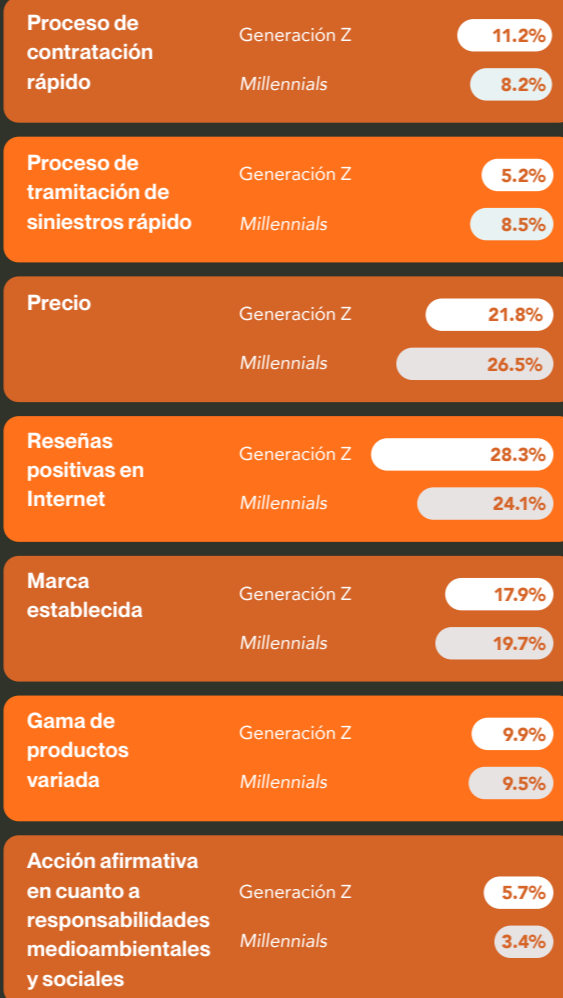 Proceso de
contratación
rápido
Generación Z
11.2%
Millennials
8.2%
Proceso de
tramitación de
siniestros rápido
Generación Z
5.2%
Millennials
8.5%
Precio
Generación Z
21.8%
Millennials
26.5%
Reseñas
positivas en
Internet
Generación Z
28.3%
Millennials
24.1%
Marca
establecida
Generación Z
17.9%
Millennials
19.7%
Gama de
productos
variada
Generación Z
9.9%
Millennials
9.5%
Acción afirmativa
en cuanto a
responsabilidades
medioambientales
y sociales
Generación Z
5.7%
Millennials
3.4%